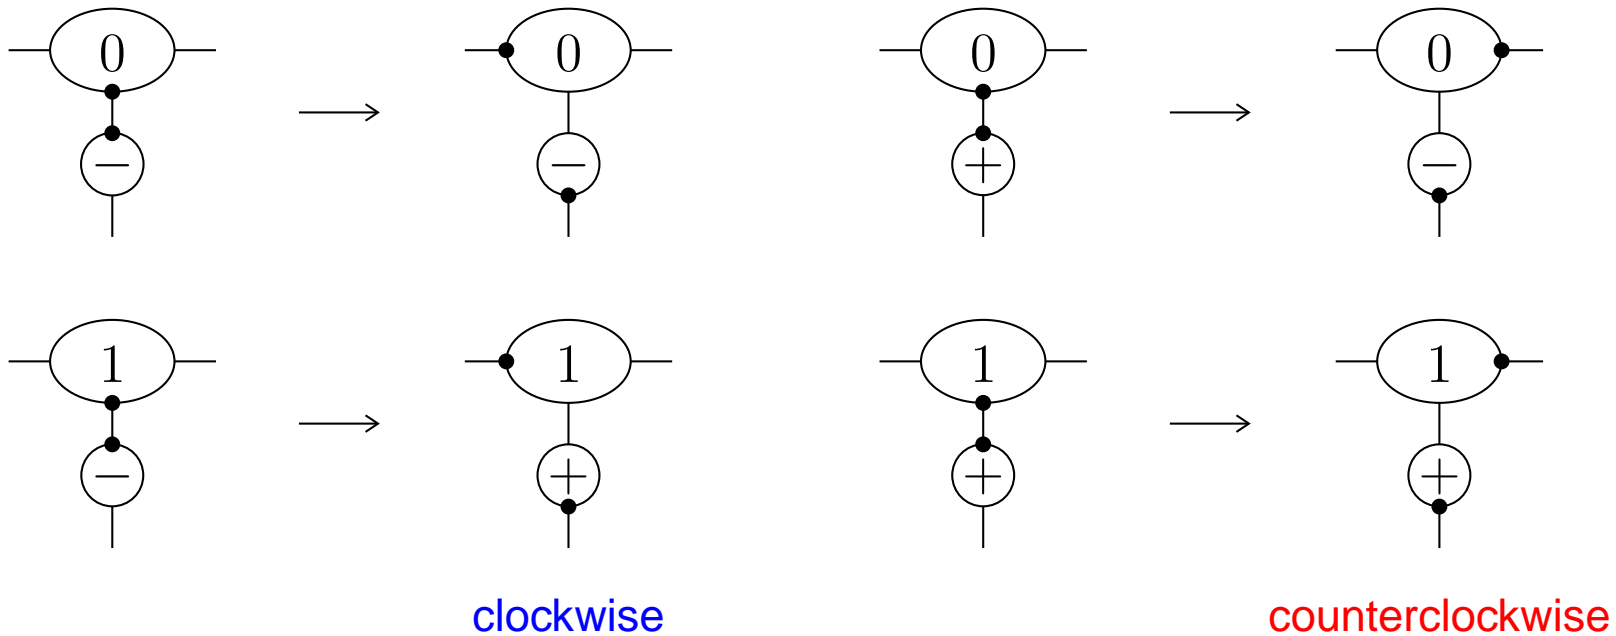 0 0 0 0
− − + −
1 1 1 1
− + + +
clockwise counterclockwise